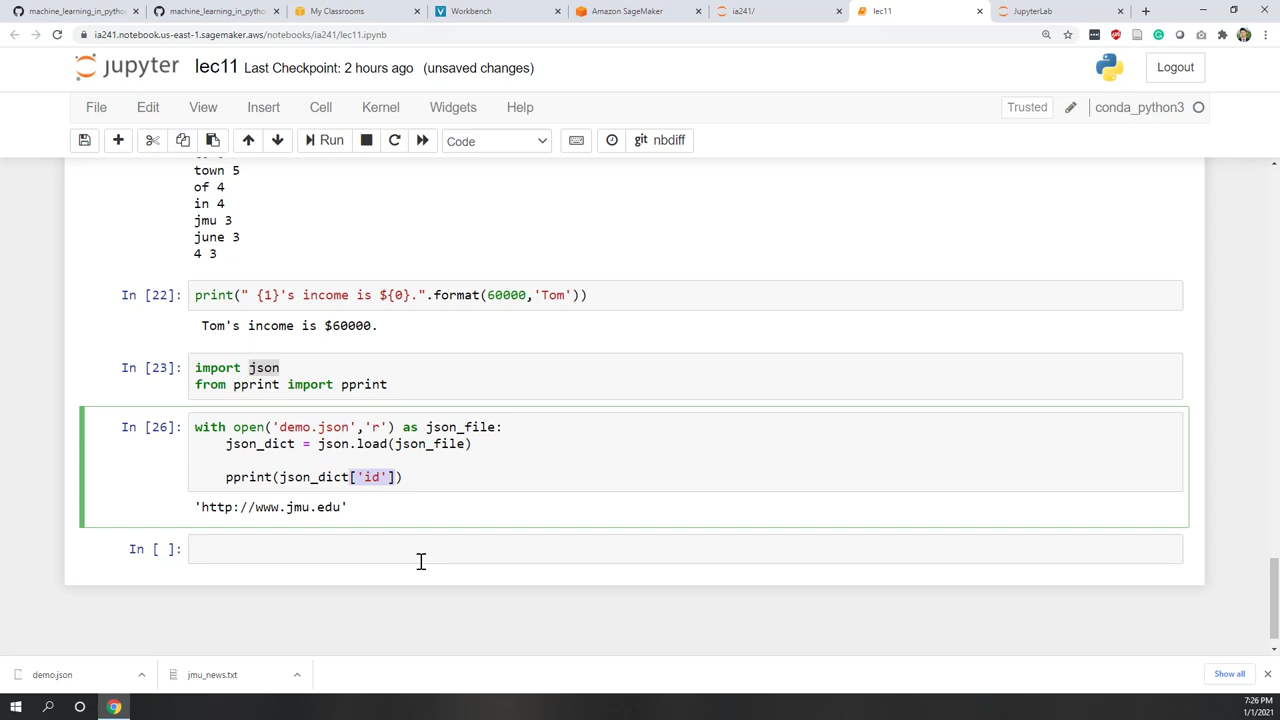 machine_learning_in_pytho
machine_learning_in_pytho
My Classrooms
Workbench
Amazon SageMaker
ia241/
lec11
JupyterLab
ia241.notebook.us-east-1.sagemaker.aws/notebooks/ia241/lec11.ipynb
jupyter lec11 Last Checkpoint: 2 hours ago (unsaved changes)
Logout
File Edit View Insert Cell Kernel Widgets Help
Trusted
conda_python3
Run
Code
git nbdiff
town 5
of 4
in 4
jmu 3
june 3
4 3
In [22]: print(" {1}'s income is ${0}.".format(60000,'Tom'))
Tom's income is $60000.
In [23]: import json
from pprint import pprint
In [26]: with open('demo.json','r') as json_file:
json_dict = json.load(json_file)
pprint(json_dict['id'])
'http://www.jmu.edu'
In [ ]:
demo.json
jmu_news.txt
Show all
7:26 PM
1/1/2021